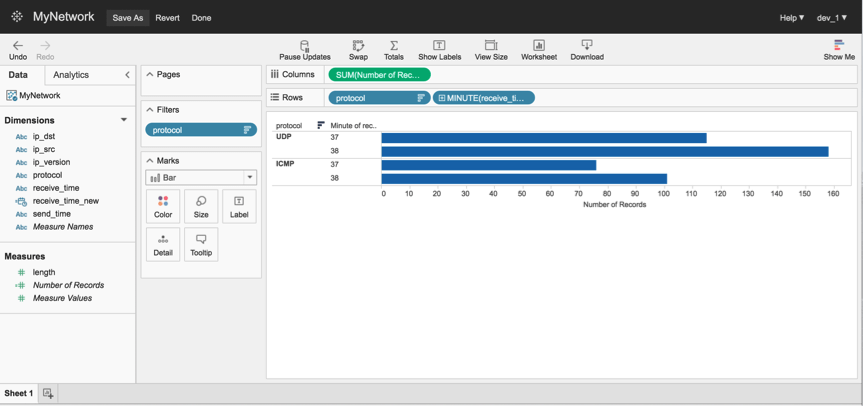 MyNetwork Save As Revert Done Help ▾ dev_1 ▾
Undo Redo Pause Updates Swap Totals Show Labels View Size Worksheet Download Show Me
Data Analytics
MyNetwork
Dimensions
Abc ip_dst
Abc ip_src
Abc ip_version
Abc protocol
Abc receive_time
receive_time_new
Abc send_time
Abc Measure Names
Measures
# length
=# Number of Records
# Measure Values
Pages
Filters
protocol
Marks
Bar
Color Size Label
Detail Tooltip
Columns SUM(Number of Rec...
Rows protocol MINUTE(receive_ti...
protocol Minute of rec..
UDP 37
38
ICMP 37
38
0 10 20 30 40 50 60 70 80 90 100 110 120 130 140 150 160
Number of Records
Sheet 1